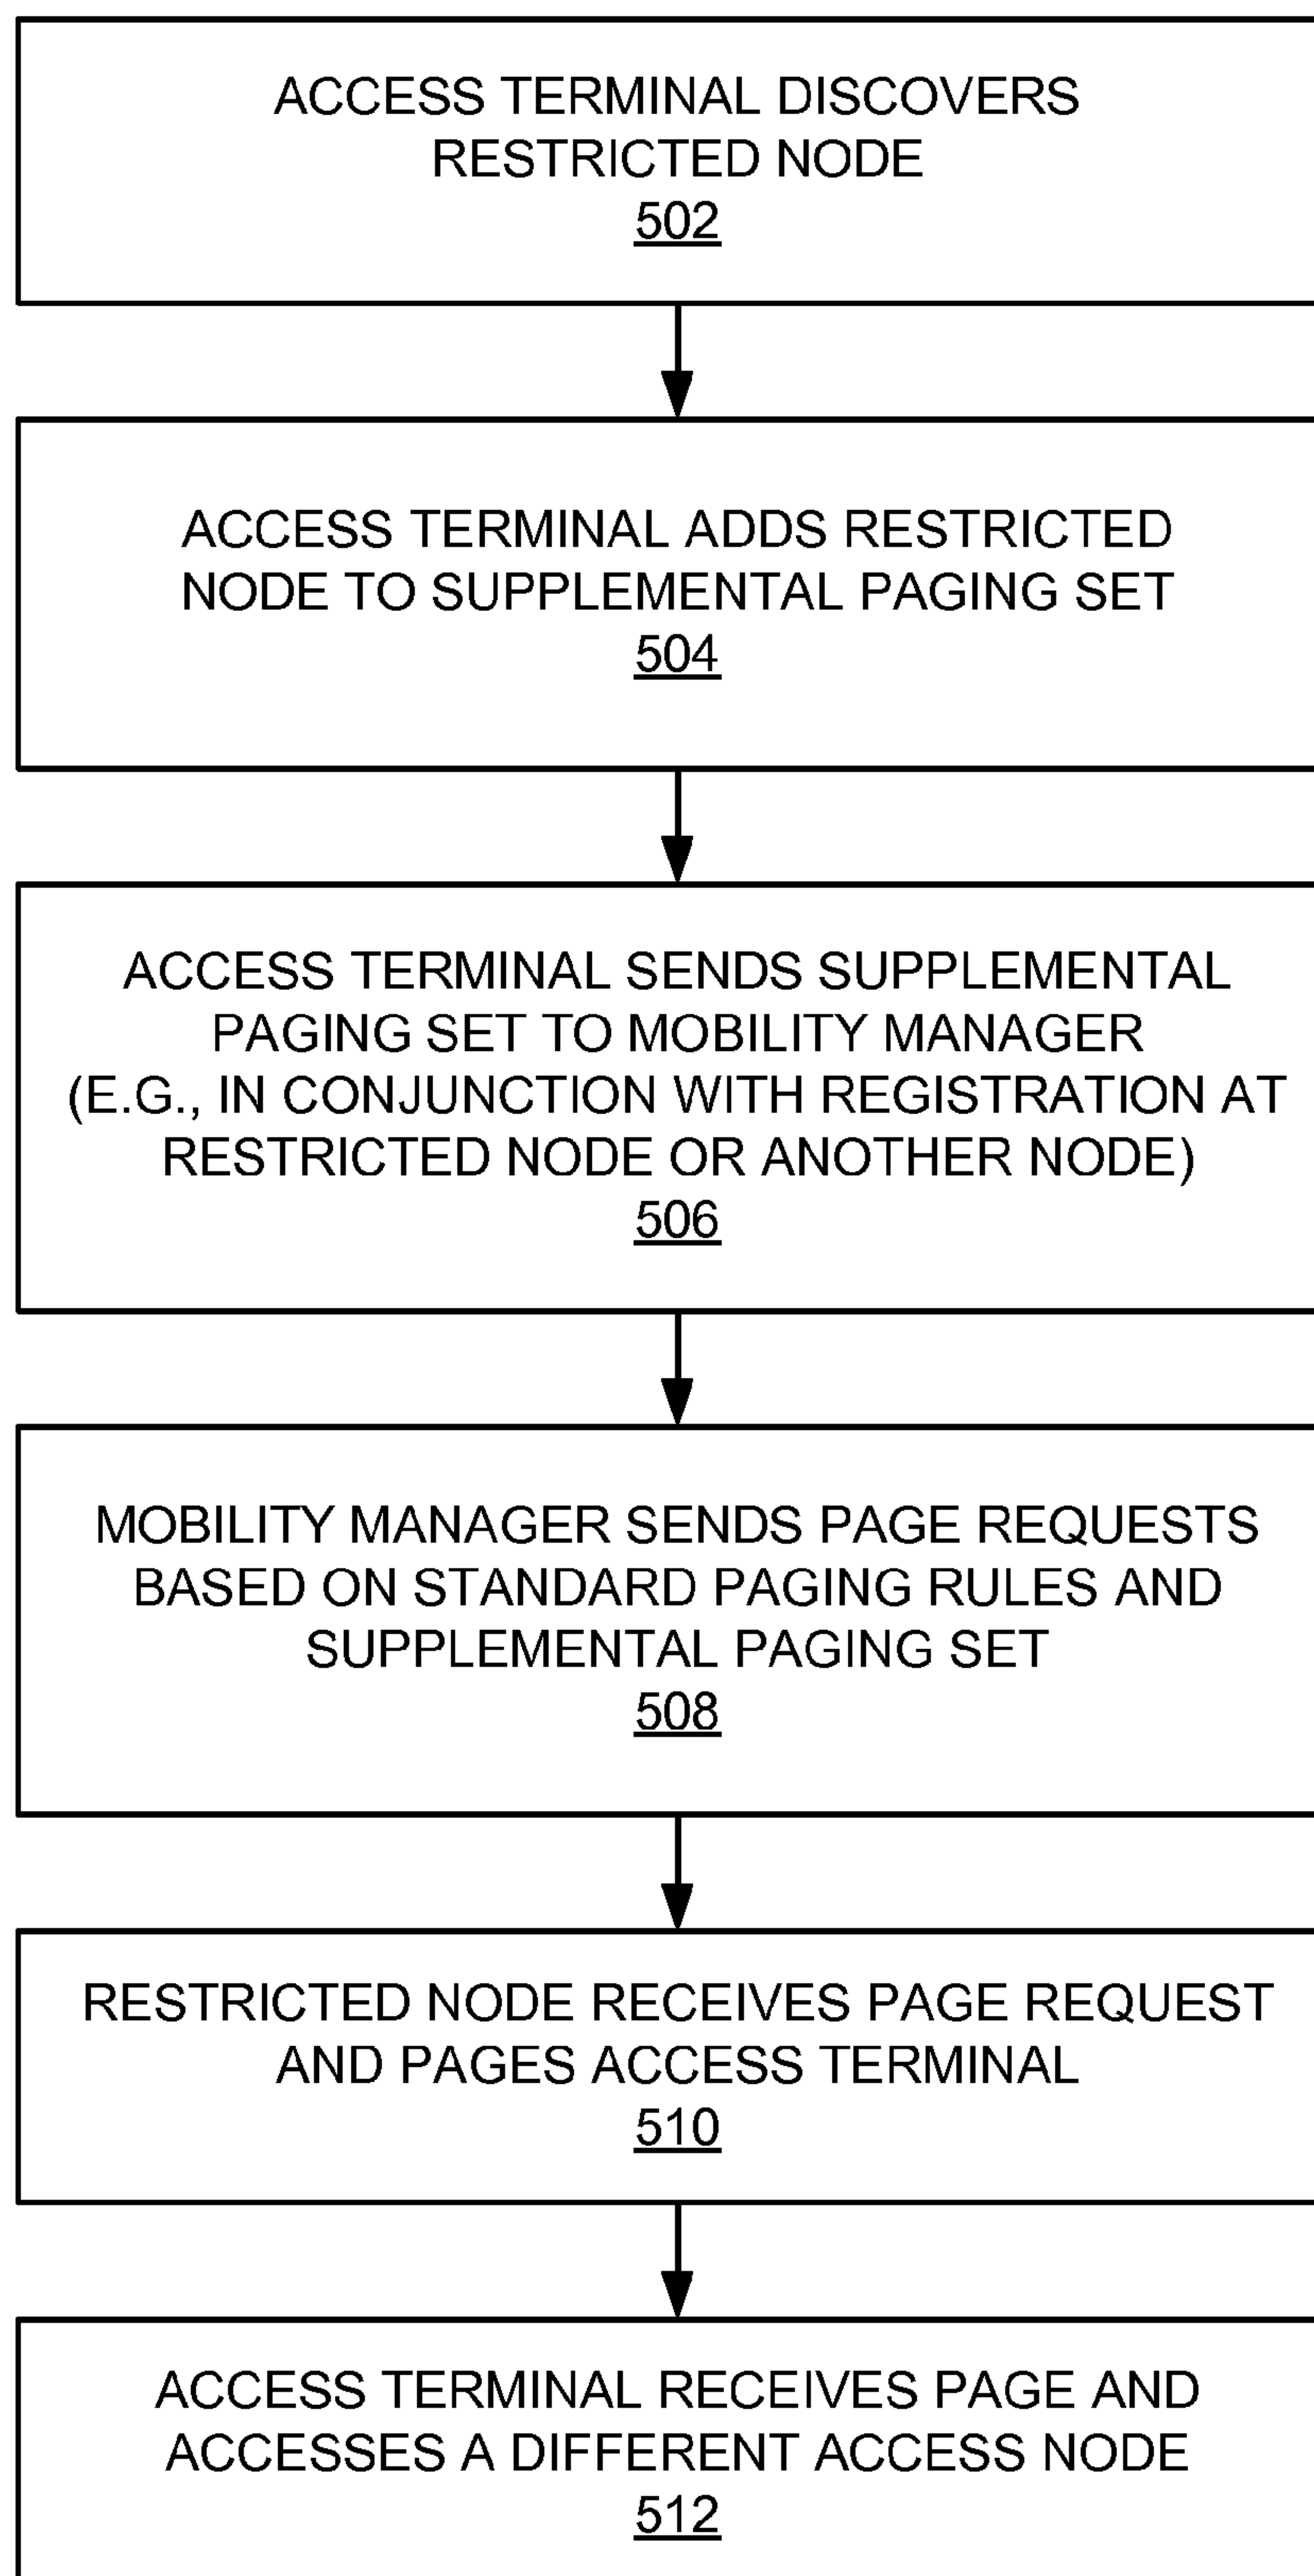 ACCESS TERMINAL DISCOVERS
RESTRICTED NODE
502
ACCESS TERMINAL ADDS RESTRICTED
NODE TO SUPPLEMENTAL PAGING SET
504
ACCESS TERMINAL SENDS SUPPLEMENTAL
PAGING SET TO MOBILITY MANAGER
(E.G., IN CONJUNCTION WITH REGISTRATION AT
RESTRICTED NODE OR ANOTHER NODE)
506
MOBILITY MANAGER SENDS PAGE REQUESTS
BASED ON STANDARD PAGING RULES AND
SUPPLEMENTAL PAGING SET
508
RESTRICTED NODE RECEIVES PAGE REQUEST
AND PAGES ACCESS TERMINAL
510
ACCESS TERMINAL RECEIVES PAGE AND
ACCESSES A DIFFERENT ACCESS NODE
512